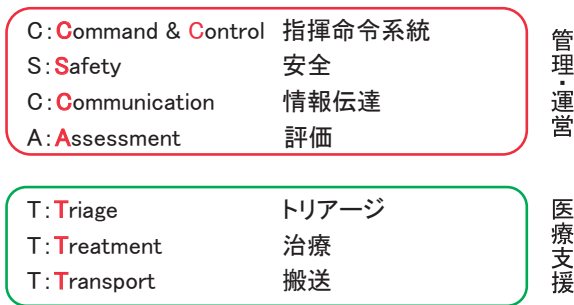 C:Command & Control 指揮命令系統
S:Safety 安全
C:Communication 情報伝達
A:Assessment 評価
管理・運営
T:Triage トリアージ
T:Treatment 治療
T:Transport 搬送
医療支援